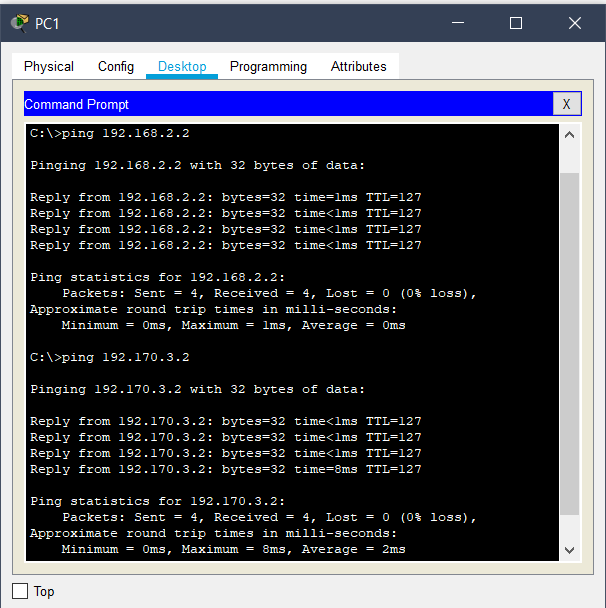 PC1
Physical Config Desktop Programming Attributes
Command Prompt X
C:\>ping 192.168.2.2
Pinging 192.168.2.2 with 32 bytes of data:
Reply from 192.168.2.2: bytes=32 time=1ms TTL=127
Reply from 192.168.2.2: bytes=32 time<1ms TTL=127
Reply from 192.168.2.2: bytes=32 time<1ms TTL=127
Reply from 192.168.2.2: bytes=32 time<1ms TTL=127
Ping statistics for 192.168.2.2:
Packets: Sent = 4, Received = 4, Lost = 0 (0% loss),
Approximate round trip times in milli-seconds:
Minimum = 0ms, Maximum = 1ms, Average = 0ms
C:\>ping 192.170.3.2
Pinging 192.170.3.2 with 32 bytes of data:
Reply from 192.170.3.2: bytes=32 time<1ms TTL=127
Reply from 192.170.3.2: bytes=32 time<1ms TTL=127
Reply from 192.170.3.2: bytes=32 time<1ms TTL=127
Reply from 192.170.3.2: bytes=32 time=8ms TTL=127
Ping statistics for 192.170.3.2:
Packets: Sent = 4, Received = 4, Lost = 0 (0% loss),
Approximate round trip times in milli-seconds:
Minimum = 0ms, Maximum = 8ms, Average = 2ms
Top